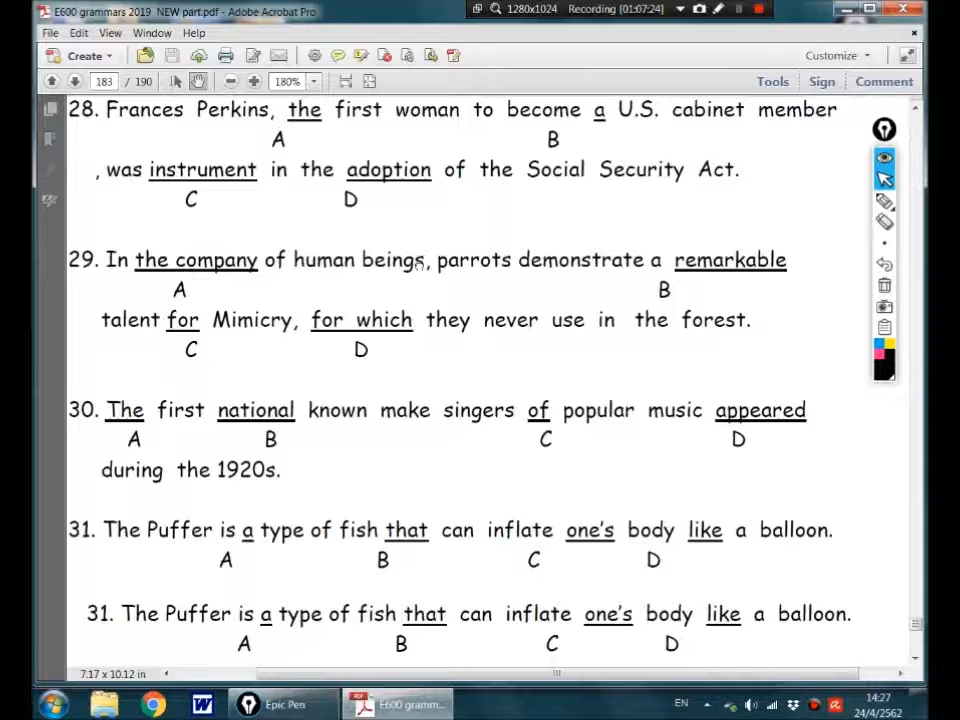 E600 grammars 2019 NEW part.pdf - Adobe Acrobat Pro
1280x1024 Recording [01:07:24]
File Edit View Window Help
Create Customize
183 / 190 180% Tools Sign Comment
28. Frances Perkins, the first woman to become a U.S. cabinet member
A B
, was instrument in the adoption of the Social Security Act.
C D
29. In the company of human beings, parrots demonstrate a remarkable
A B
talent for Mimicry, for which they never use in the forest.
C D
30. The first national known make singers of popular music appeared
A B C D
during the 1920s.
31. The Puffer is a type of fish that can inflate one's body like a balloon.
A B C D
31. The Puffer is a type of fish that can inflate one's body like a balloon.
A B C D
7.17 x 10.12 in
Epic Pen E600 gramm... EN 14:27
24/4/2562